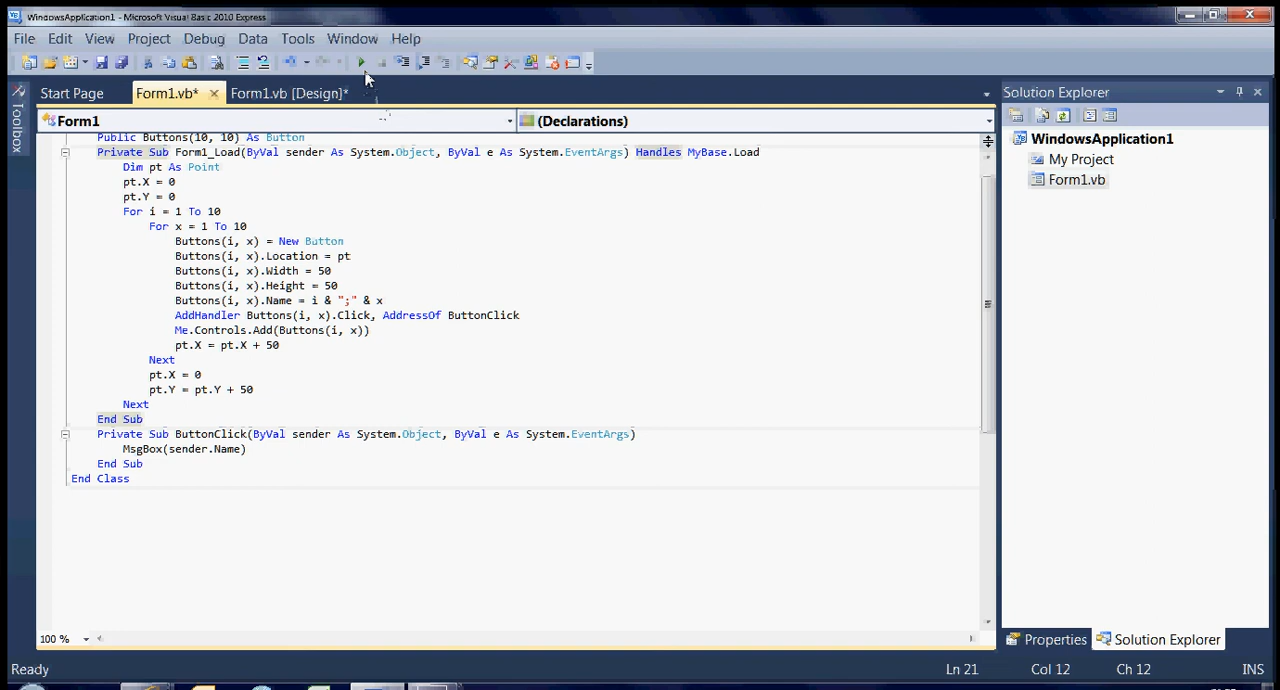 WindowsApplication1 - Microsoft Visual Basic 2010 Express
File Edit View Project Debug Data Tools Window Help
Start Page Form1.vb* Form1.vb [Design]*
Toolbox
Form1 (Declarations)
Public Buttons(10, 10) As Button
Private Sub Form1_Load(ByVal sender As System.Object, ByVal e As System.EventArgs) Handles MyBase.Load
Dim pt As Point
pt.X = 0
pt.Y = 0
For i = 1 To 10
For x = 1 To 10
Buttons(i, x) = New Button
Buttons(i, x).Location = pt
Buttons(i, x).Width = 50
Buttons(i, x).Height = 50
Buttons(i, x).Name = i & ";" & x
AddHandler Buttons(i, x).Click, AddressOf ButtonClick
Me.Controls.Add(Buttons(i, x))
pt.X = pt.X + 50
Next
pt.X = 0
pt.Y = pt.Y + 50
Next
End Sub
Private Sub ButtonClick(ByVal sender As System.Object, ByVal e As System.EventArgs)
MsgBox(sender.Name)
End Sub
End Class
100 %
Solution Explorer
WindowsApplication1
My Project
Form1.vb
Properties Solution Explorer
Ready Ln 21 Col 12 Ch 12 INS